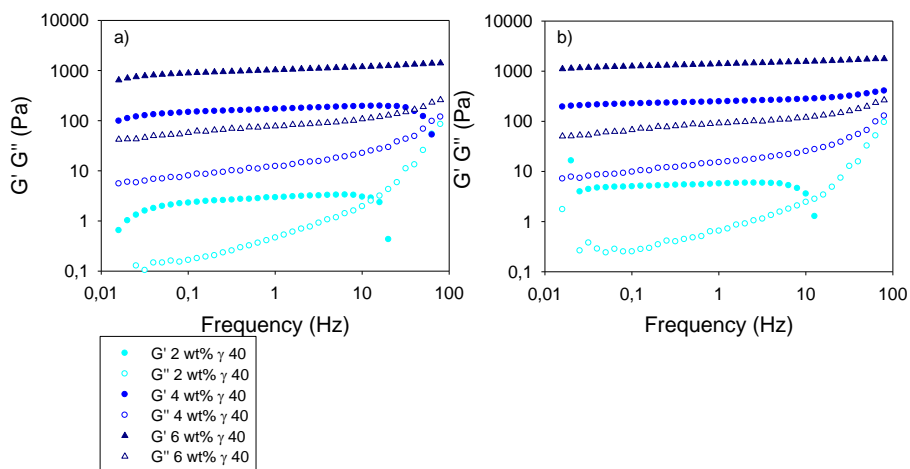 a)
10000
1000
100
10
1
0,1
G' G'' (Pa)
0,01 0,1 1 10 80
Frequency (Hz)
b)
10000
1000
100
10
1
0,1
G' G'' (Pa)
0,01 0,1 1 10 80
Frequency (Hz)
G' 2 wt% γ 40
G'' 2 wt% γ 40
G' 4 wt% γ 40
G'' 4 wt% γ 40
G' 6 wt% γ 40
G'' 6 wt% γ 40